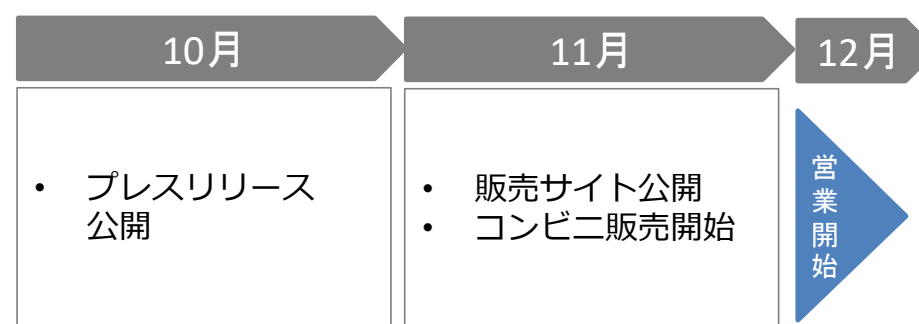 10月
11月
12月
• プレスリリース
公開
• 販売サイト公開
• コンビニ販売開始
営業開始